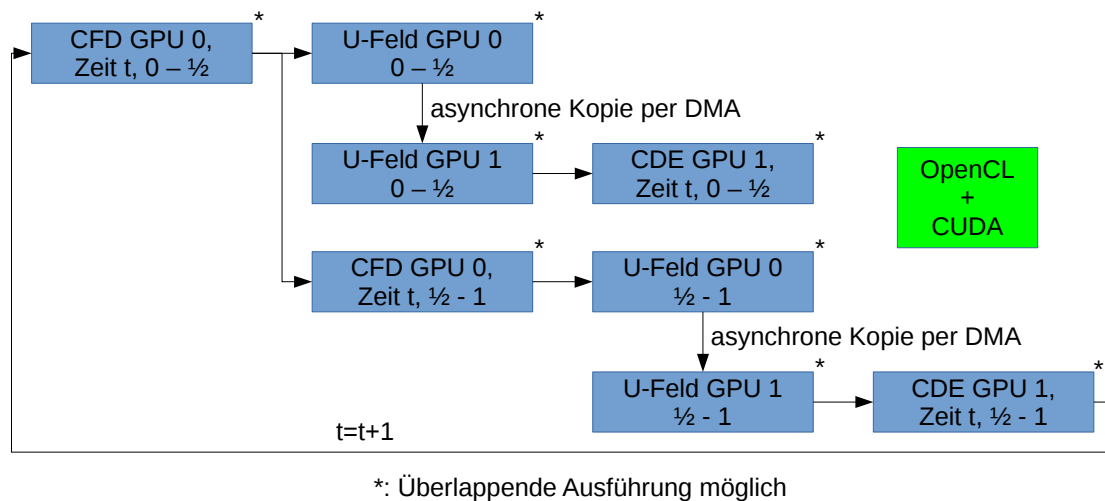 *
*
CFD GPU 0,
Zeit t, 0 – ½
U-Feld GPU 0
0 – ½
asynchrone Kopie per DMA
*
*
U-Feld GPU 1
0 – ½
CDE GPU 1,
Zeit t, 0 – ½
OpenCL
+
CUDA
*
*
CFD GPU 0,
Zeit t, ½ - 1
U-Feld GPU 0
½ - 1
asynchrone Kopie per DMA
*
*
U-Feld GPU 1
½ - 1
CDE GPU 1,
Zeit t, ½ - 1
t=t+1
*: Überlappende Ausführung möglich